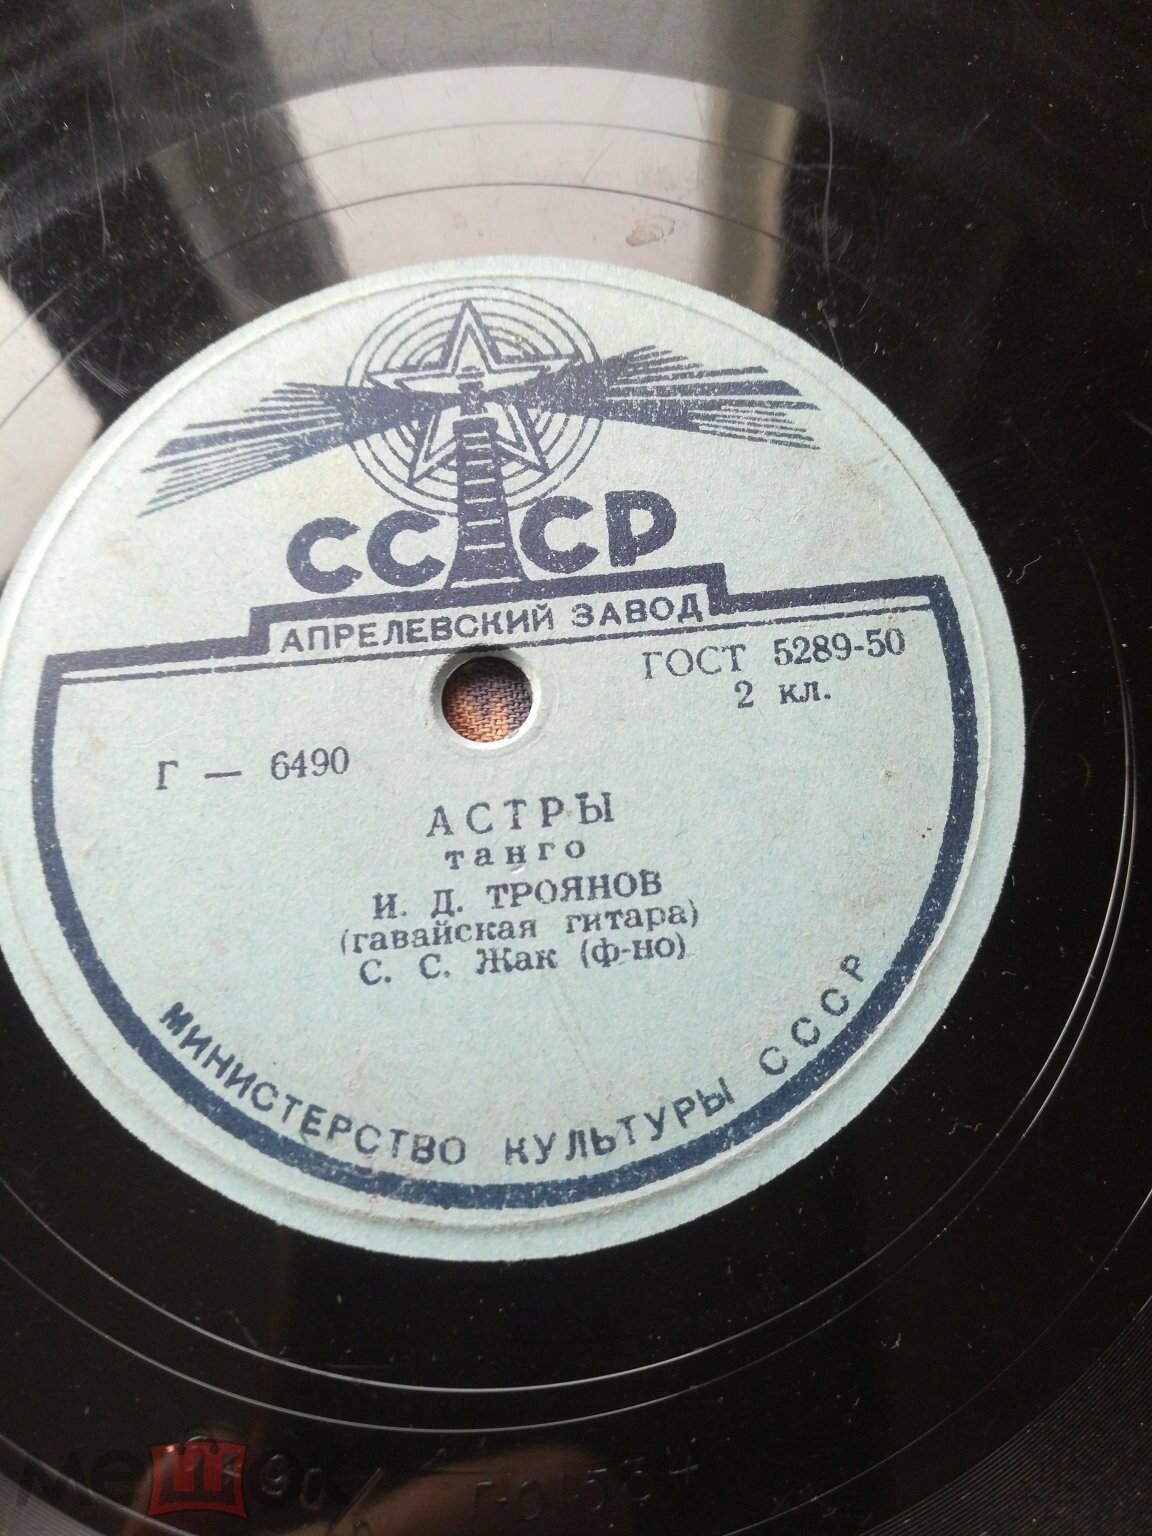 СССР
АПРЕЛЕВСКИЙ ЗАВОД
ГОСТ 5289-50
2 кл.
Г — 6490
АСТРЫ
танго
И. Д. ТРОЯНОВ
(гавайская гитара)
С. С. Жак (ф-но)
МИНИСТЕРСТВО КУЛЬТУРЫ СССР
мешок